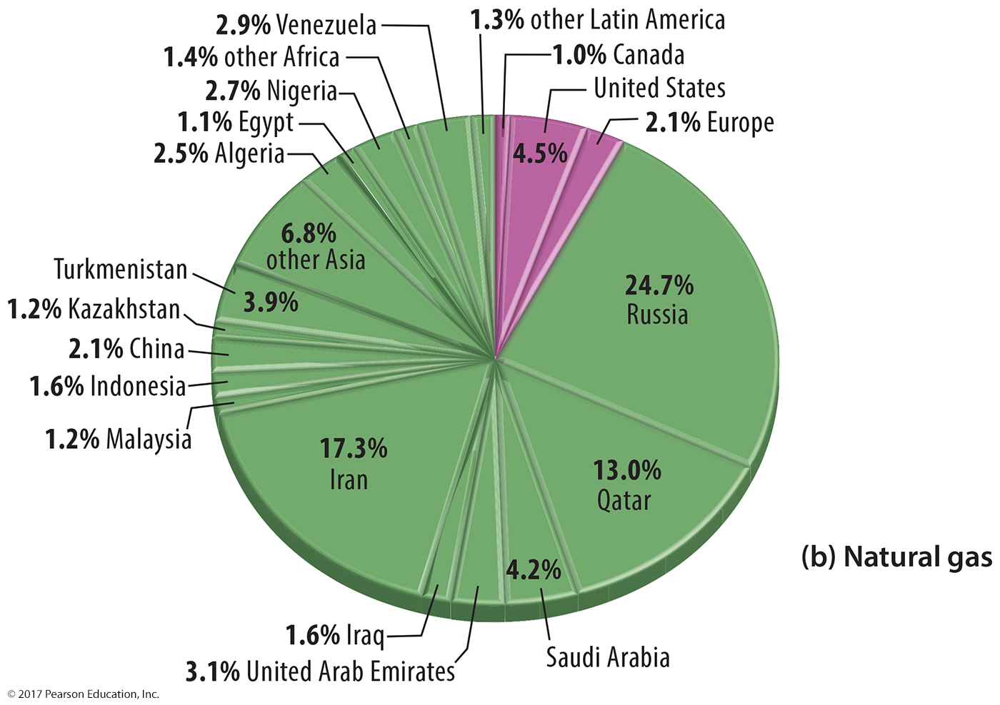 2.9% Venezuela
1.3% other Latin America
1.4% other Africa
1.0% Canada
2.7% Nigeria
United States
4.5%
1.1% Egypt
2.1% Europe
2.5% Algeria
6.8%
other Asia
24.7%
Russia
Turkmenistan
3.9%
1.2% Kazakhstan
2.1% China
1.6% Indonesia
1.2% Malaysia
17.3%
Iran
13.0%
Qatar
4.2%
Saudi Arabia
1.6% Iraq
3.1% United Arab Emirates
(b) Natural gas
© 2017 Pearson Education, Inc.